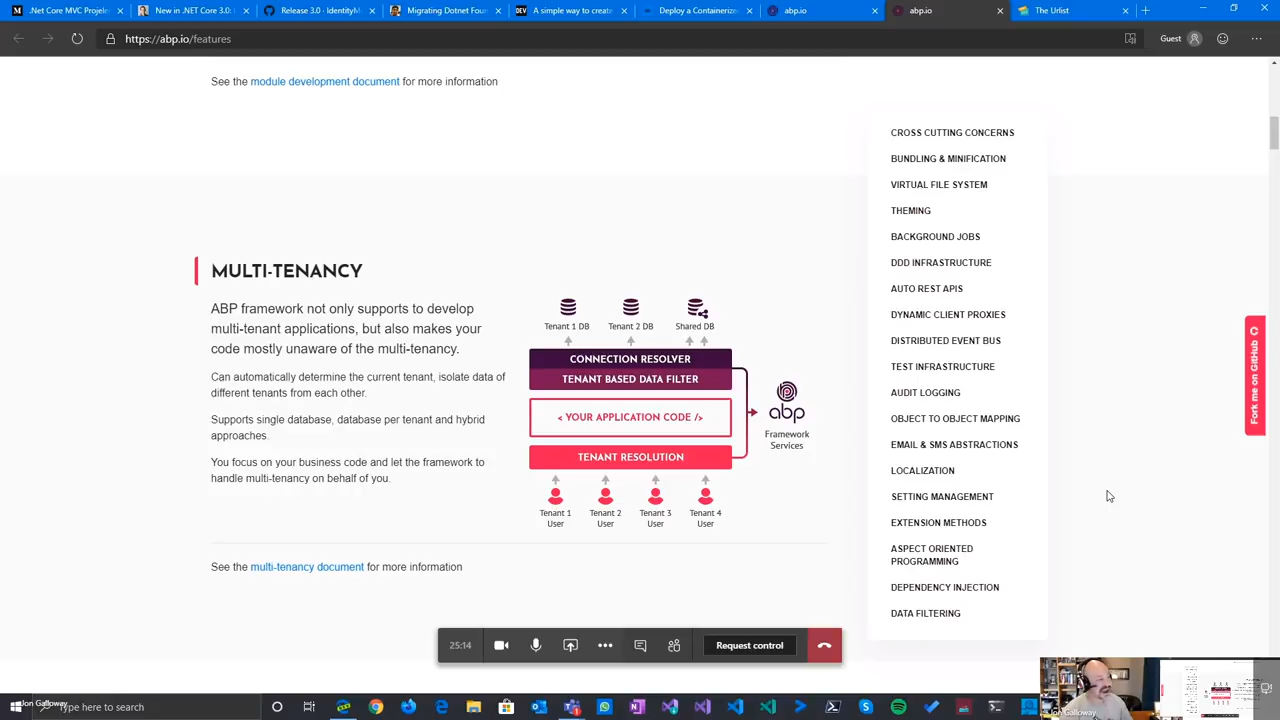 .Net Core MVC Projele
New in .NET Core 3.0:
Release 3.0 · IdentityM
Migrating Dotnet Foun
A simple way to create
Deploy a Containerize
abp.io
abp.io
The Urlist
https://abp.io/features
Guest
See the module development document for more information
CROSS CUTTING CONCERNS
BUNDLING & MINIFICATION
VIRTUAL FILE SYSTEM
THEMING
BACKGROUND JOBS
DDD INFRASTRUCTURE
AUTO REST APIS
DYNAMIC CLIENT PROXIES
DISTRIBUTED EVENT BUS
TEST INFRASTRUCTURE
AUDIT LOGGING
OBJECT TO OBJECT MAPPING
EMAIL & SMS ABSTRACTIONS
LOCALIZATION
SETTING MANAGEMENT
EXTENSION METHODS
ASPECT ORIENTED
PROGRAMMING
DEPENDENCY INJECTION
DATA FILTERING
MULTI-TENANCY
ABP framework not only supports to develop
multi-tenant applications, but also makes your
code mostly unaware of the multi-tenancy.
Can automatically determine the current tenant, isolate data of
different tenants from each other.
Supports single database, database per tenant and hybrid
approaches.
You focus on your business code and let the framework to
handle multi-tenancy on behalf of you.
Tenant 1 DB
Tenant 2 DB
Shared DB
CONNECTION RESOLVER
TENANT BASED DATA FILTER
< YOUR APPLICATION CODE />
TENANT RESOLUTION
abp
Framework
Services
Tenant 1
User
Tenant 2
User
Tenant 3
User
Tenant 4
User
See the multi-tenancy document for more information
Fork me on GitHub
25:14
Request control
Jon Galloway
Type here to search
Jon Galloway